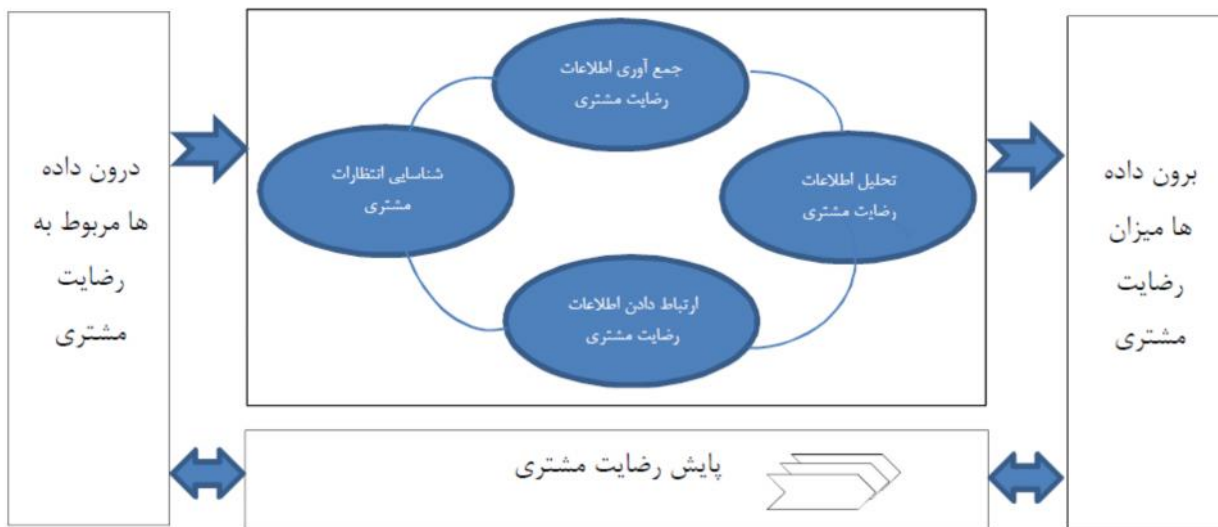 جمع آوری اطلاعات
رضایت مشتری
شناسایی انتظارات
مشتری
تحلیل اطلاعات
رضایت مشتری
ارتباط دادن اطلاعات
رضایت مشتری
درون داده
ها مربوط به
رضایت
مشتری
برون داده
ها میزان
رضایت
مشتری
پایش رضایت مشتری